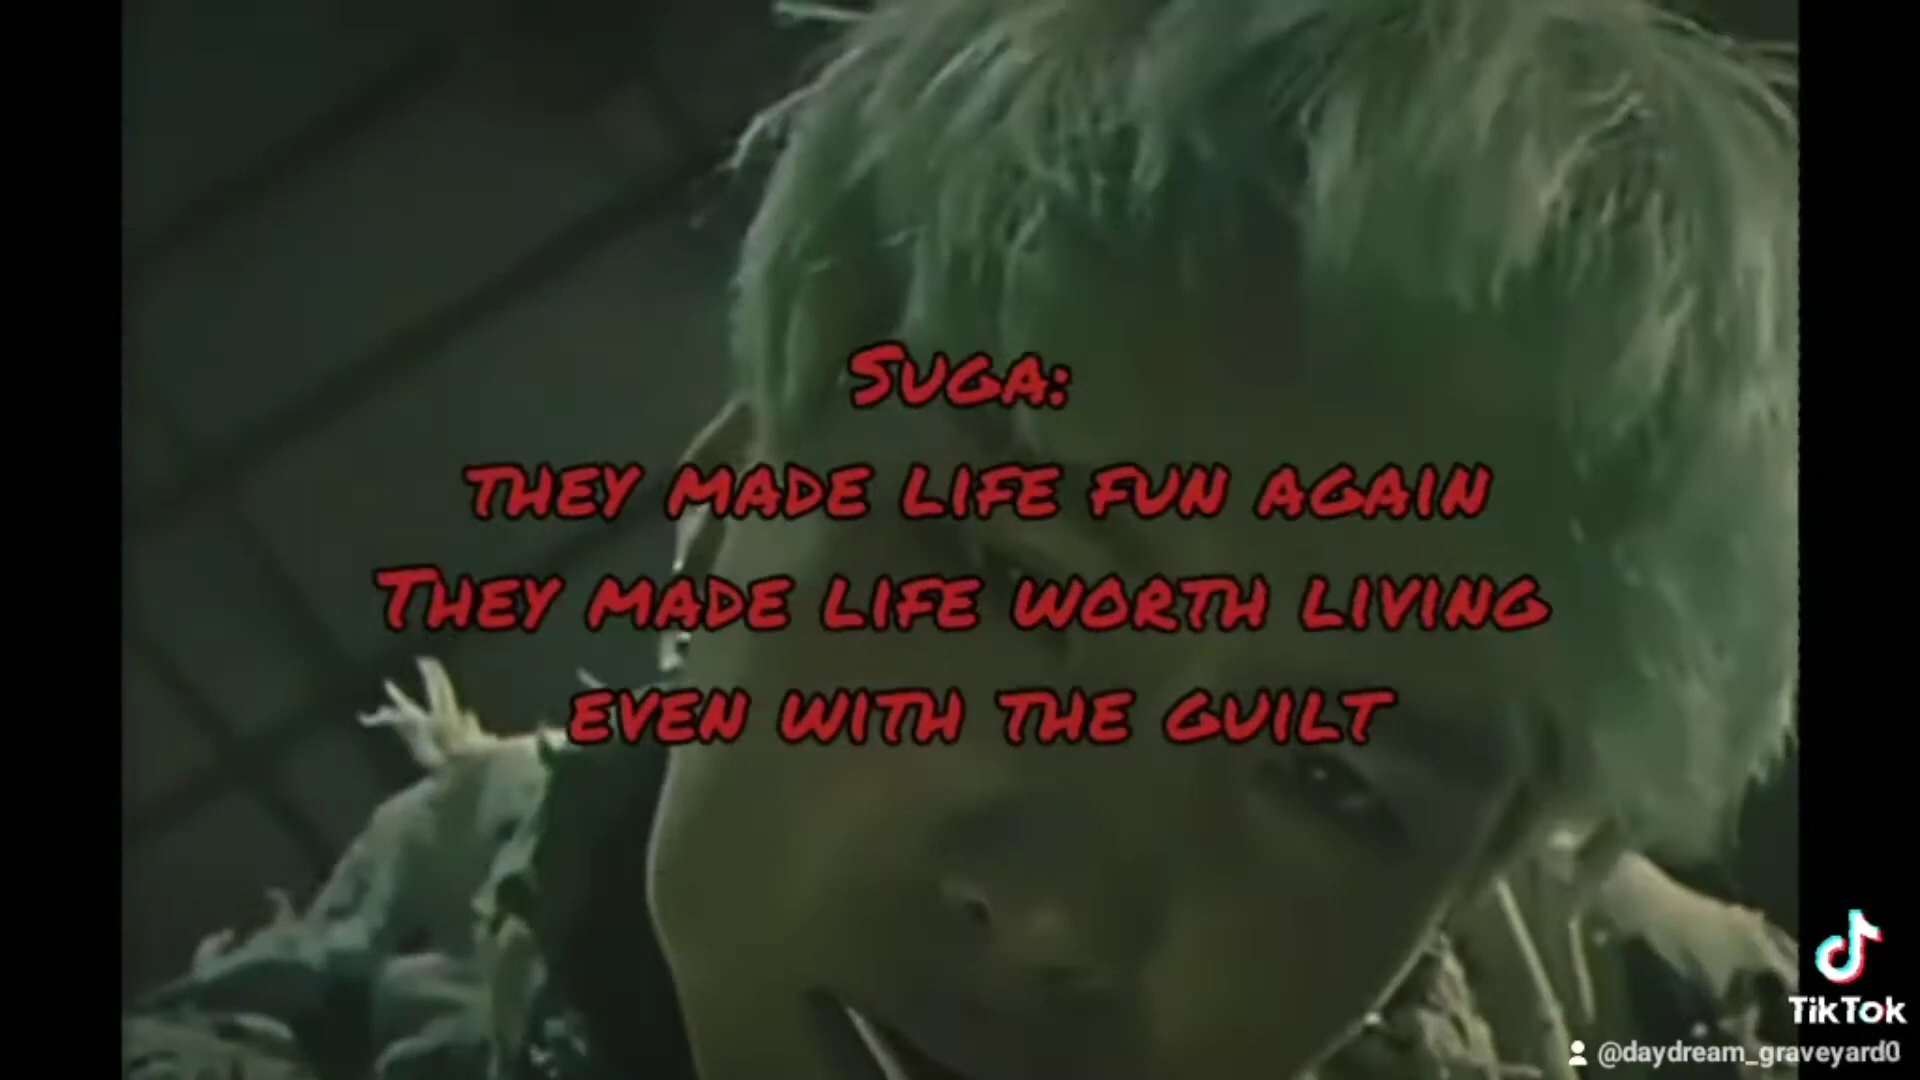 Suga:
they made life fun again
They made life worth living
even with the guilt
TikTok
@daydream_graveyard0